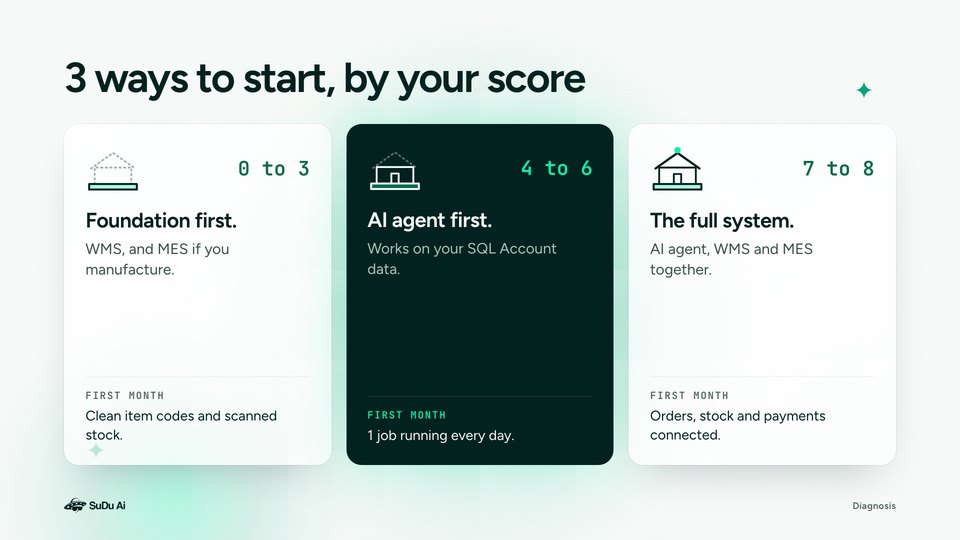 3 ways to start, by your score
0 to 3
Foundation first.
WMS, and MES if you
manufacture.
FIRST MONTH
Clean item codes and scanned
stock.
4 to 6
AI agent first.
Works on your SQL Account
data.
FIRST MONTH
1 job running every day.
7 to 8
The full system.
AI agent, WMS and MES
together.
FIRST MONTH
Orders, stock and payments
connected.
SuDu Ai
Diagnosis